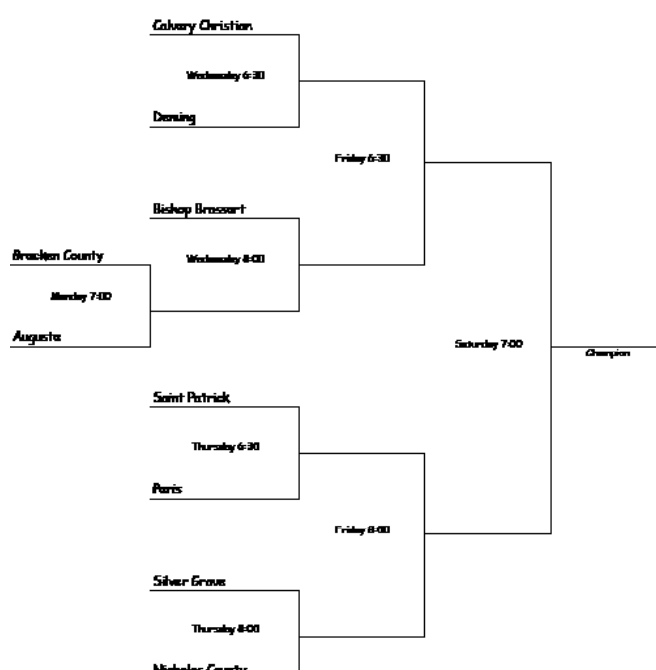 Calvary Christian
Wednesday 6:30
Deming
Friday 6:30
Bishop Brossart
Bracken County
Wednesday 8:00
Monday 7:00
Augusta
Saturday 7:00
Champion
Saint Patrick
Thursday 6:30
Paris
Friday 8:00
Silver Grove
Thursday 8:00
Nicholas County